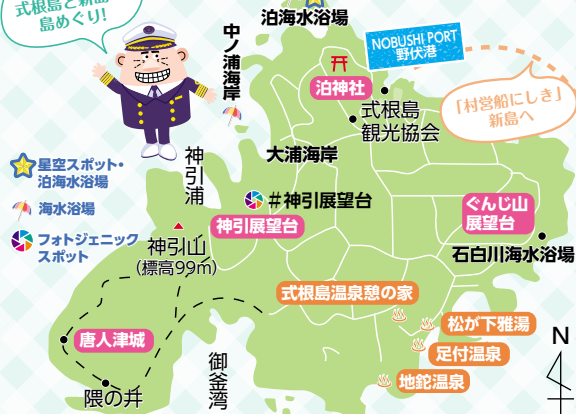 式根島と新島
島めぐり!
泊海水浴場
中ノ浦海岸
NOBUSHI PORT
野伏港
泊神社
式根島
観光協会
「村営船にしき」
新島へ
大浦海岸
星空スポット・
泊海水浴場
海水浴場
フォトジェニック
スポット
神引浦
#神引展望台
神引展望台
神引山
(標高99m)
ぐんじ山
展望台
石白川海水浴場
式根島温泉憩の家
松が下雅湯
足付温泉
地鉈温泉
唐人津城
隈の井
御釜湾
N
4